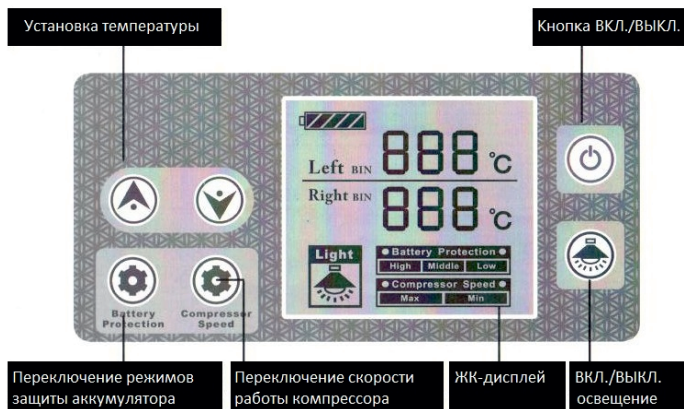 Установка температуры
Кнопка ВКЛ./ВЫКЛ.
Left BIN 888 °C
Right BIN 888 °C
Light
Battery Protection
High Middle Low
Compressor Speed
Max Min
Battery
Protection
Compressor
Speed
Переключение режимов
защиты аккумулятора
Переключение скорости
работы компрессора
ЖК-дисплей
ВКЛ./ВЫКЛ.
освещение